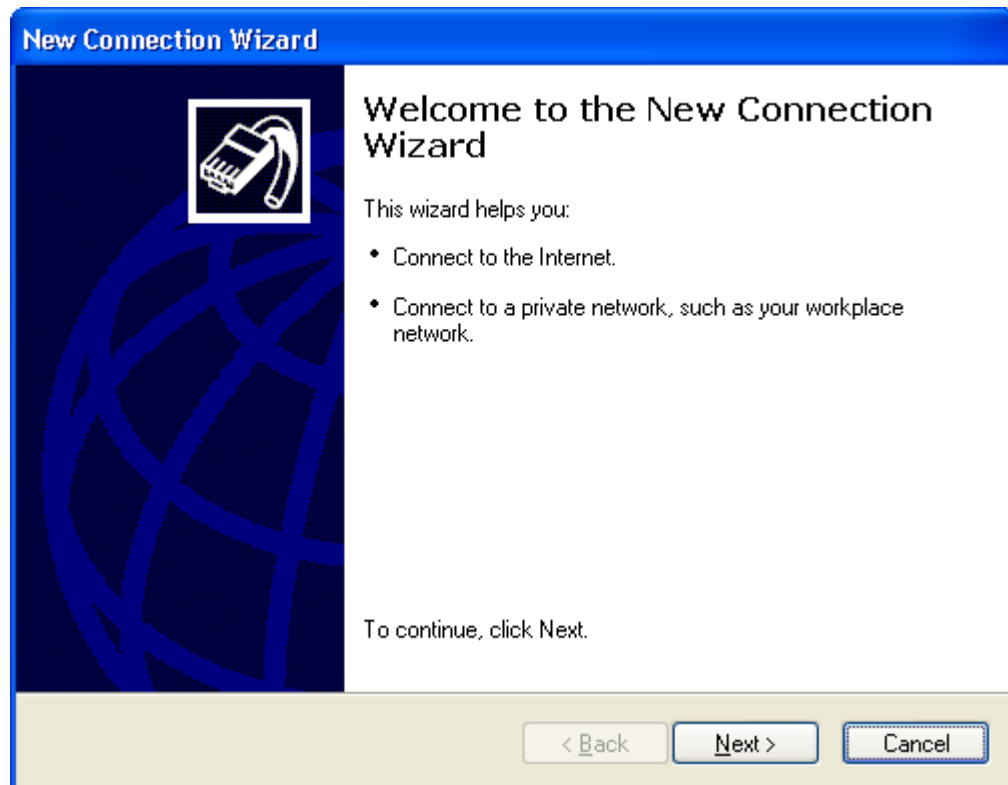 New Connection Wizard
Welcome to the New Connection
Wizard
This wizard helps you:
• Connect to the Internet.
• Connect to a private network, such as your workplace
network.
To continue, click Next.
< Back
Next >
Cancel